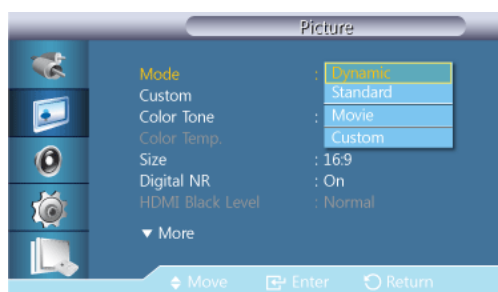 Picture
Mode : Dynamic
Custom Standard
Color Tone : Movie
Color Temp. Custom
Size : 16:9
Digital NR : On
HDMI Black Level : Normal
▼ More
Move Enter Return